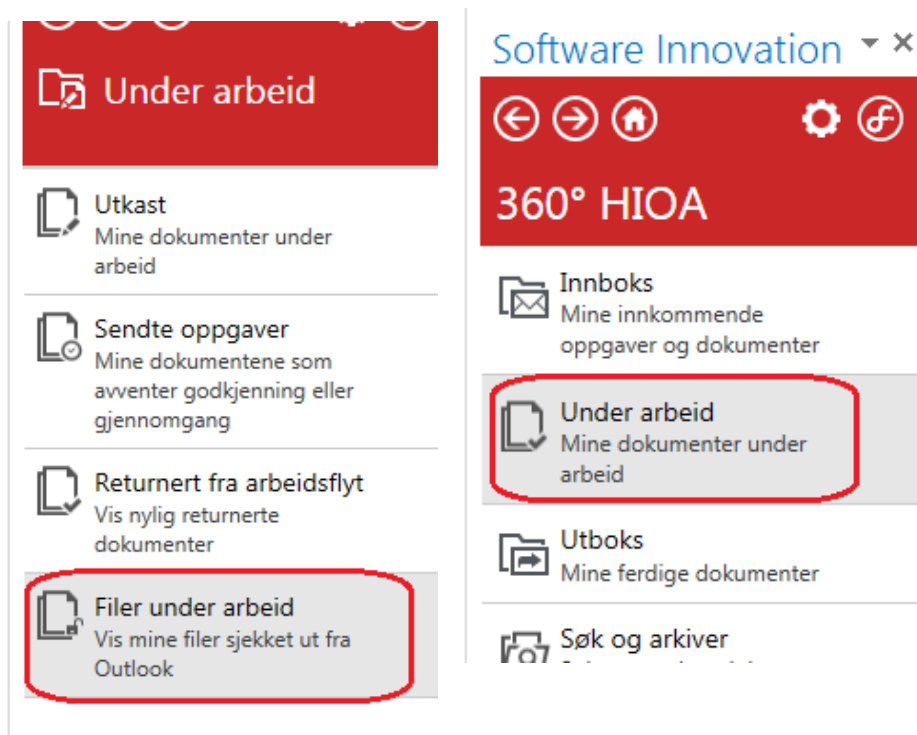 Under arbeid
Utkast
Mine dokumenter under
arbeid
Sendte oppgaver
Mine dokumentene som
avventer godkjenning eller
gjennomgang
Returnert fra arbeidsflyt
Vis nylig returnerte
dokumenter
Filer under arbeid
Vis mine filer sjekket ut fra
Outlook
Software Innovation
360° HIOA
Innboks
Mine innkommende
oppgaver og dokumenter
Under arbeid
Mine dokumenter under
arbeid
Utboks
Mine ferdige dokumenter
Søk og arkiver